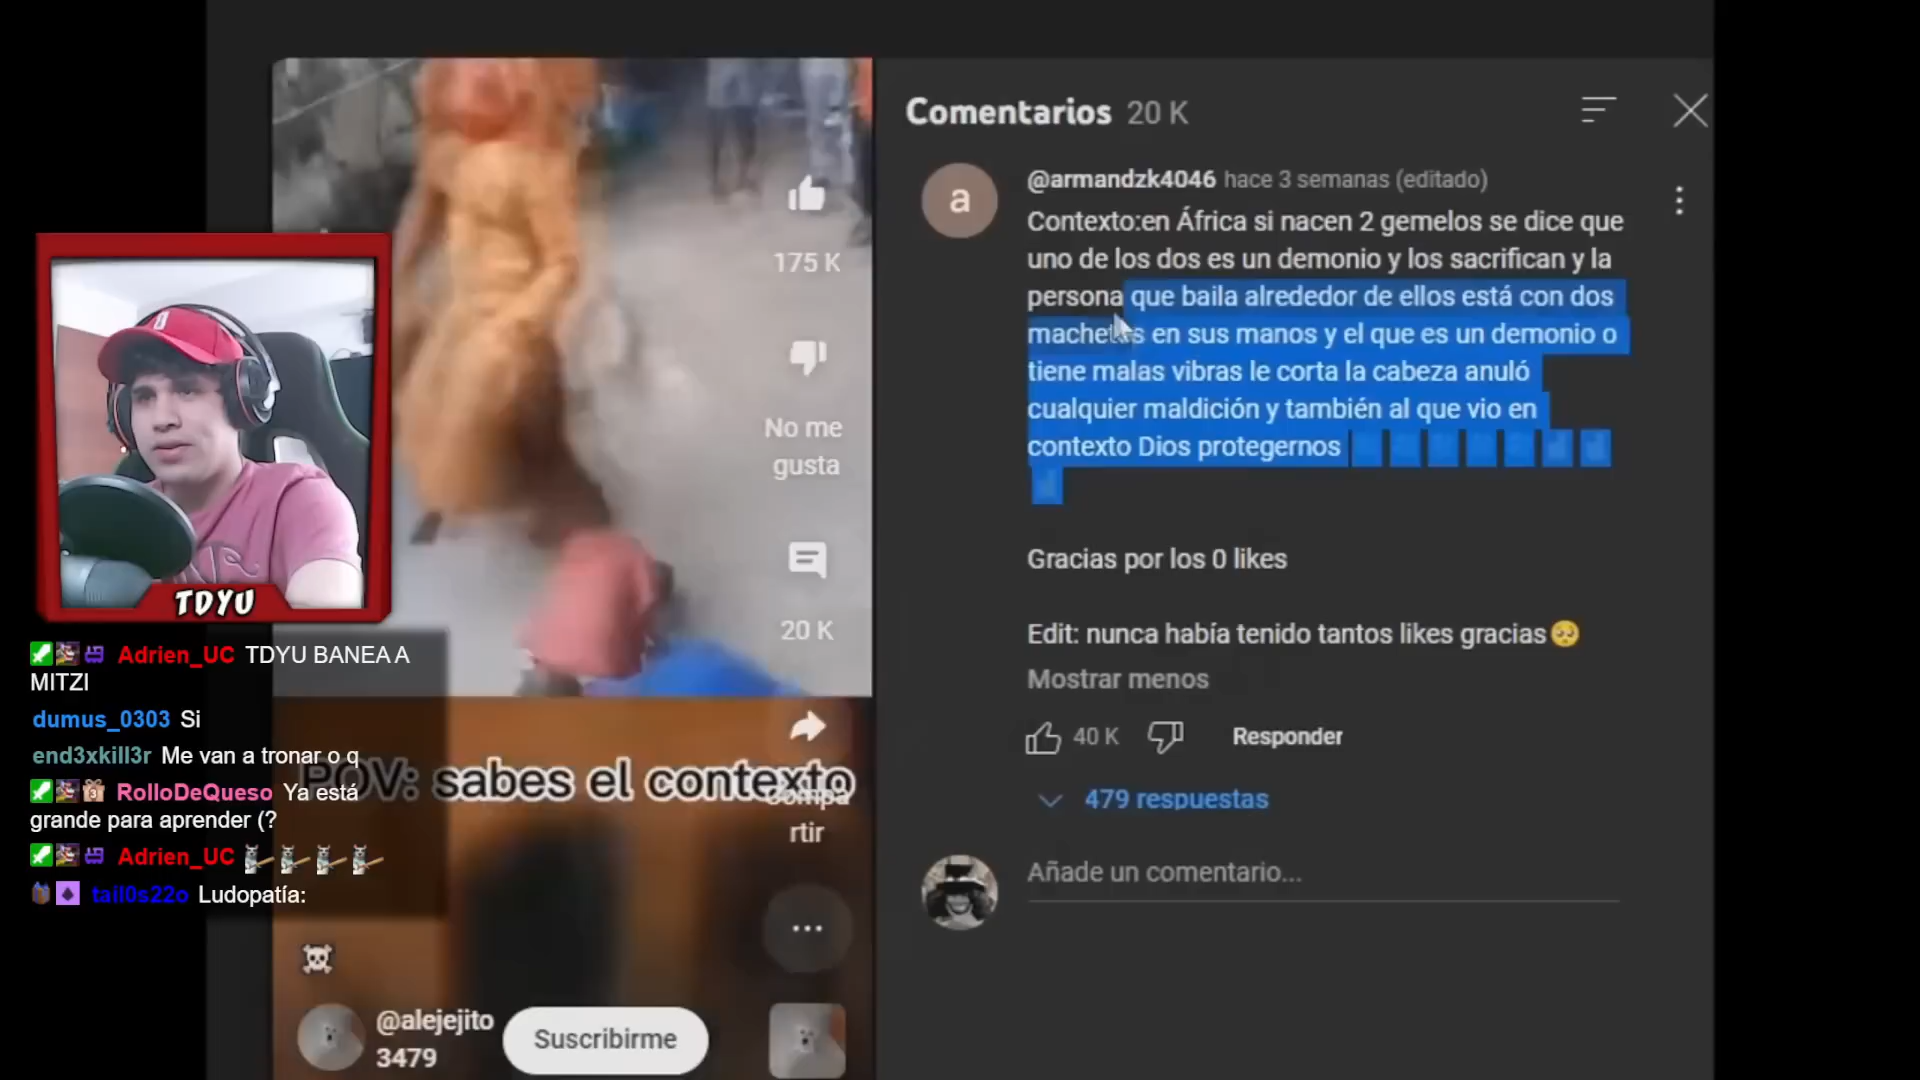 Comentarios 20 K
@armandzk4046 hace 3 semanas (editado)
Contexto:en África si nacen 2 gemelos se dice que
uno de los dos es un demonio y los sacrifican y la
persona que baila alrededor de ellos está con dos
machetes en sus manos y el que es un demonio o
tiene malas vibras le corta la cabeza anuló
cualquier maldición y también al que vio en
contexto Dios protegernos
Gracias por los 0 likes
Edit: nunca había tenido tantos likes gracias🥺
Mostrar menos
40 K Responder
479 respuestas
Añade un comentario...
a
175 K
No me
gusta
20 K
Compa
rtir
POV: sabes el contexto
☠
@alejejito
3479
Suscribirme
TDYU
Adrien_UC TDYU BANEA A
MITZI
dumus_0303 Si
end3xkill3r Me van a tronar o q
RolloDeQueso Ya está
grande para aprender (?
Adrien_UC
tail0s22o Ludopatía: